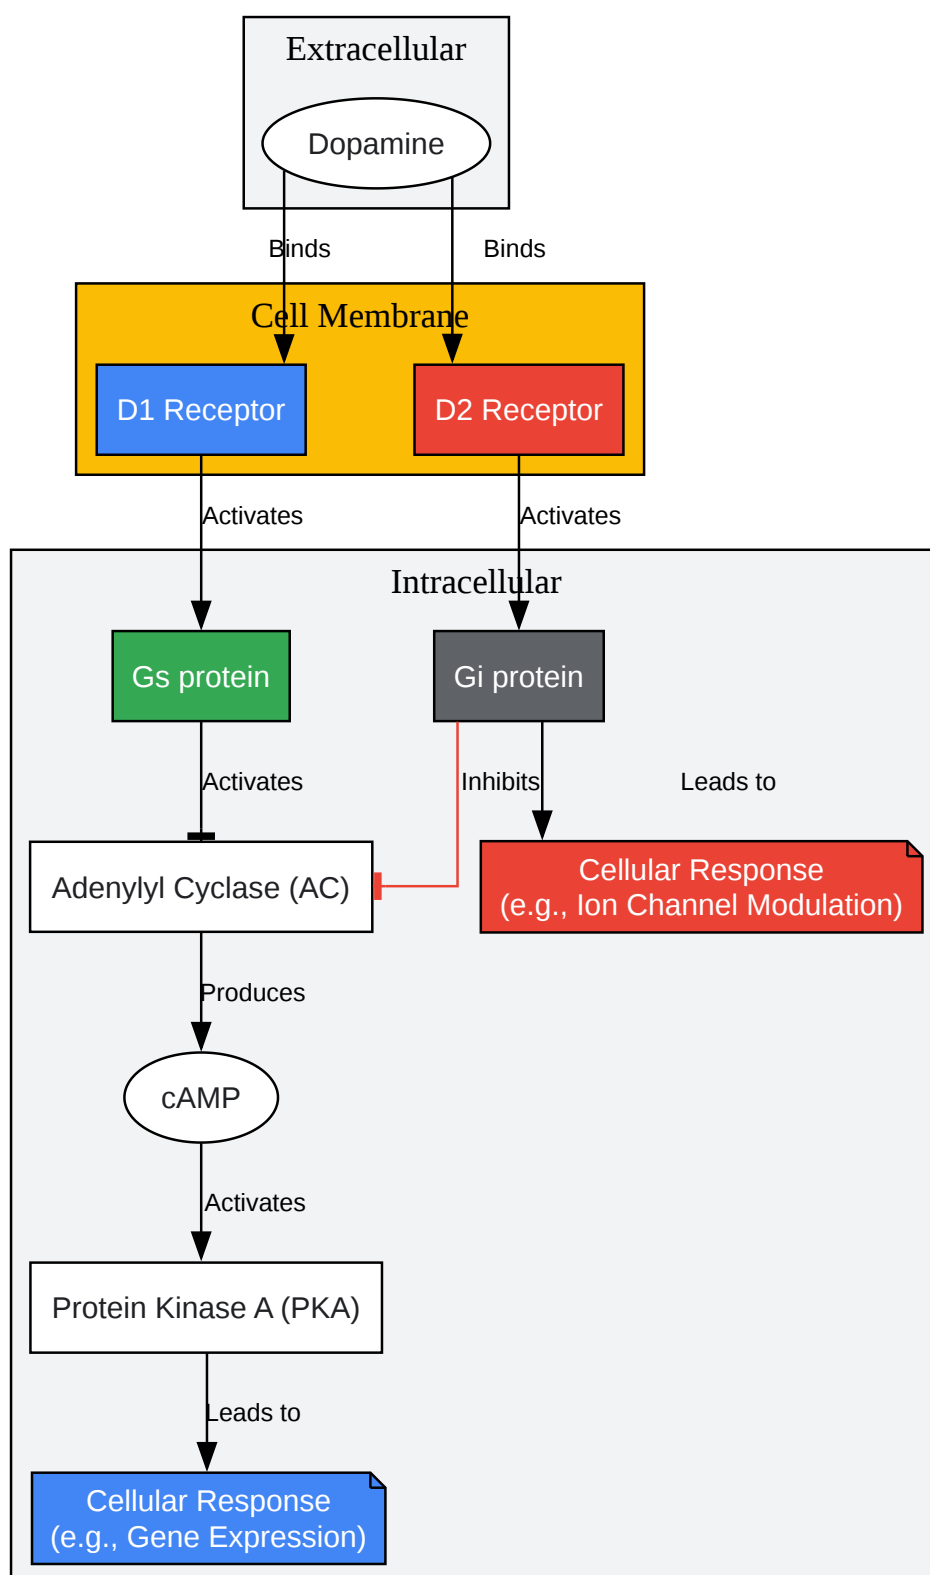 Extracellular
Dopamine
Binds
Binds
Cell Membrane
D1 Receptor
D2 Receptor
Activates
Activates
Intracellular
Gs protein
Gi protein
Activates
Inhibits
Leads to
Adenylyl Cyclase (AC)
Cellular Response
(e.g., Ion Channel Modulation)
Produces
cAMP
Activates
Protein Kinase A (PKA)
Leads to
Cellular Response
(e.g., Gene Expression)